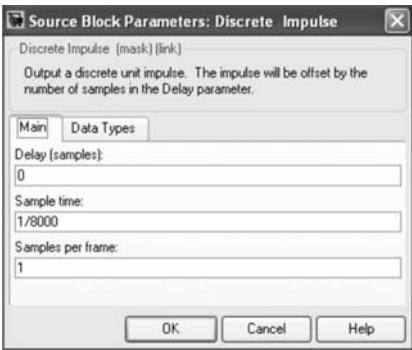 Source Block Parameters: Discrete Impulse
Discrete Impulse (mask) (link)
Output a discrete unit impulse. The impulse will be offset by the
number of samples in the Delay parameter.
Main Data Types
Delay (samples):
0
Sample time:
1/8000
Samples per frame:
1
OK Cancel Help